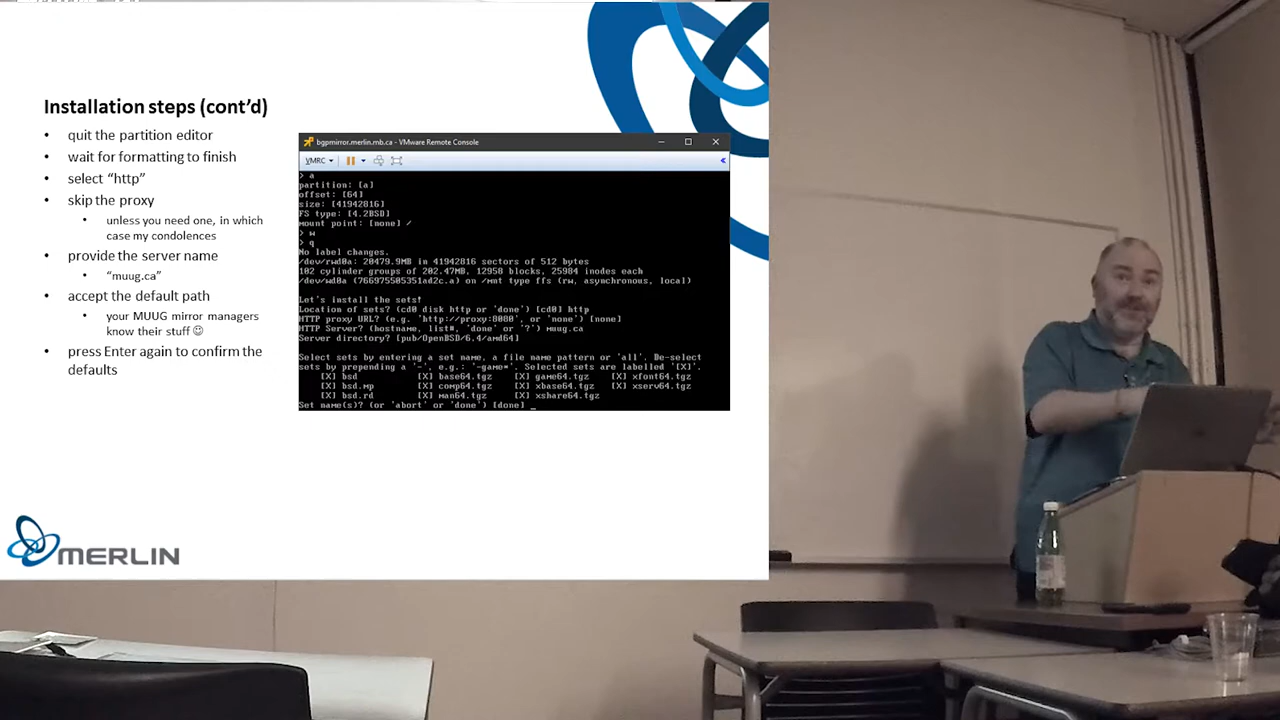 Installation steps (cont'd)
• quit the partition editor
• wait for formatting to finish
• select "http"
• skip the proxy
• unless you need one, in which
case my condolences
• provide the server name
• "muug.ca"
• accept the default path
• your MUUG mirror managers
know their stuff ☺
• press Enter again to confirm the
defaults
bgpmirror.merlin.mb.ca - VMware Remote Console
VMRC
> a
partition: [a]
offset: [64]
size: [41942816]
FS type: [4.2BSD]
mount point: [none] /
> w
> q
No label changes.
/dev/rwd0a: 20479.9MB in 41942816 sectors of 512 bytes
102 cylinder groups of 202.47MB, 12958 blocks, 25984 inodes each
/dev/wd0a (766975505351ad2c.a) on /mnt type ffs (rw, asynchronous, local)
Let's install the sets!
Location of sets? (cd0 disk http or 'done') [cd0] http
HTTP proxy URL? (e.g. 'http://proxy:8080', or 'none') [none]
HTTP Server? (hostname, list#, 'done' or '?') muug.ca
Server directory? [pub/OpenBSD/6.4/amd64]
Select sets by entering a set name, a file name pattern or 'all'. De-select
sets by prepending a '-', e.g.: '-game*'. Selected sets are labelled '[X]'.
[X] bsd [X] base64.tgz [X] game64.tgz [X] xfont64.tgz
[X] bsd.mp [X] comp64.tgz [X] xbase64.tgz [X] xserv64.tgz
[X] bsd.rd [X] man64.tgz [X] xshare64.tgz
Set name(s)? (or 'abort' or 'done') [done] _
MERLIN